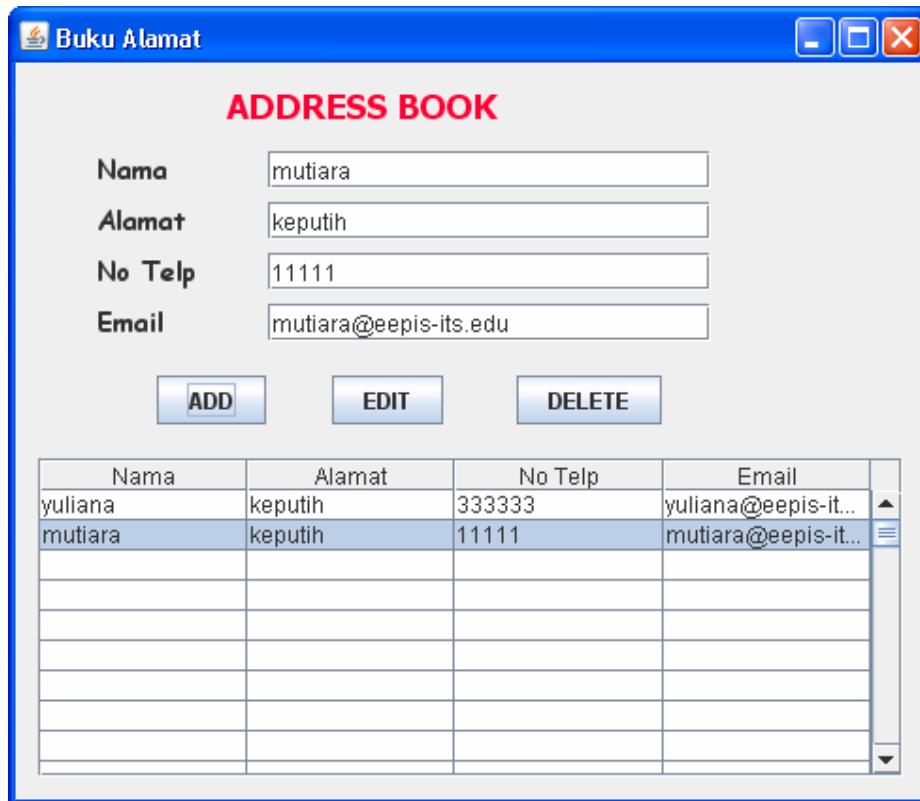 Buku Alamat
ADDRESS BOOK
Nama mutiara
Alamat keputih
No Telp 11111
Email mutiara@eepis-its.edu
ADD EDIT DELETE
Nama Alamat No Telp Email
yuliana keputih 333333 yuliana@eepis-it...
mutiara keputih 11111 mutiara@eepis-it...